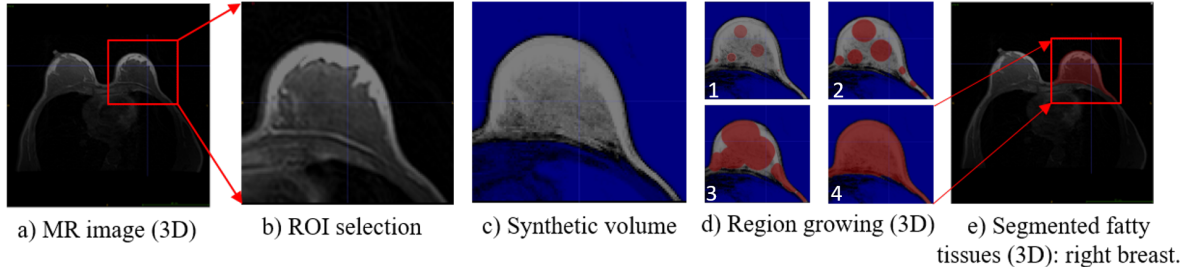 1
2
3
4
a) MR image (3D)
b) ROI selection
c) Synthetic volume
d) Region growing (3D)
e) Segmented fatty
tissues (3D): right breast.